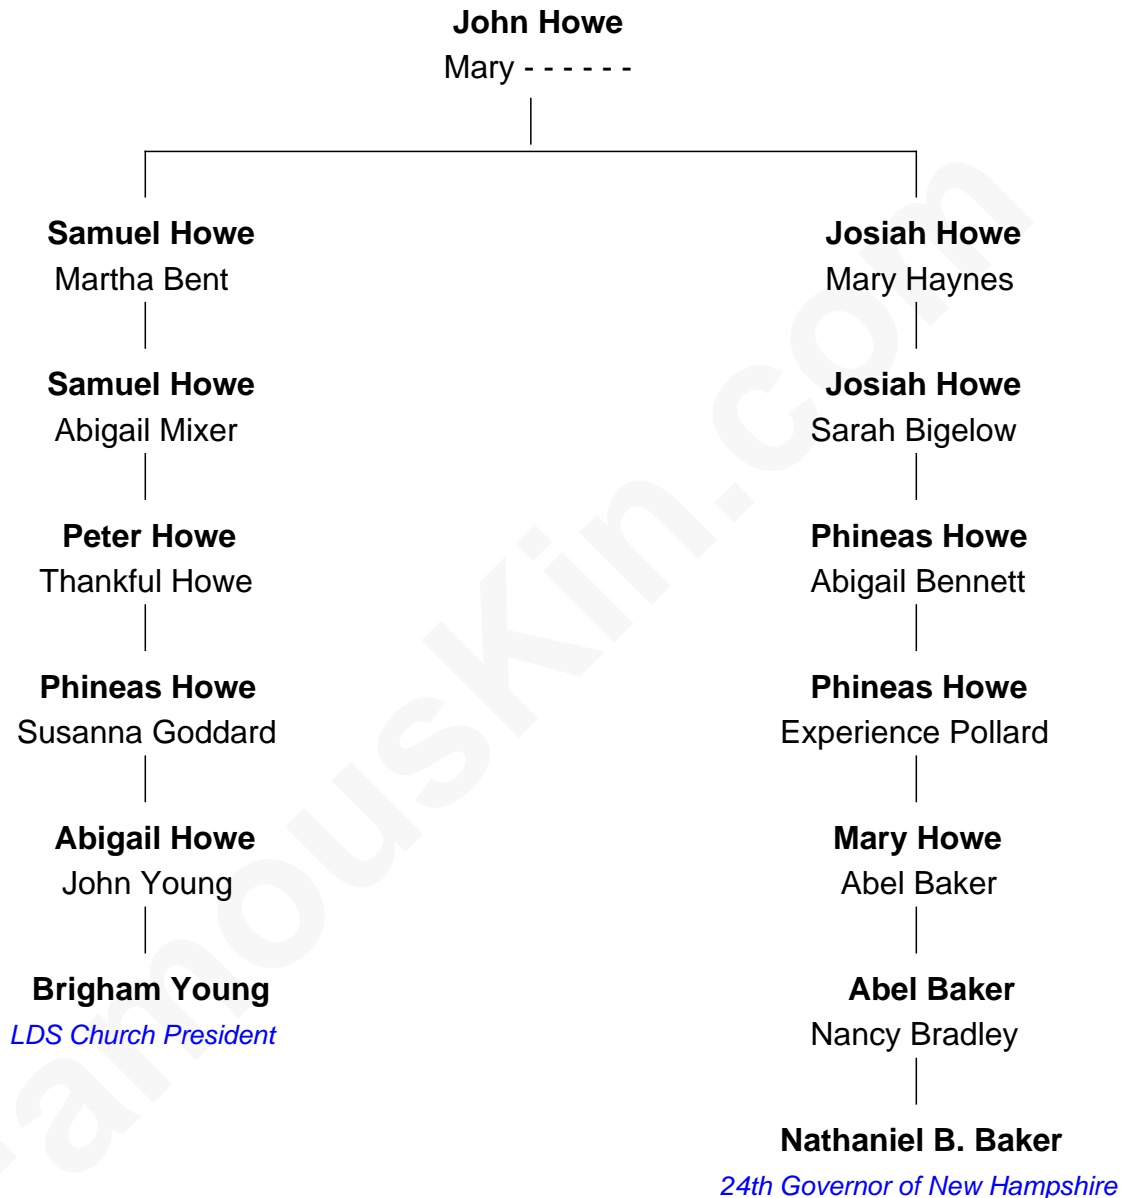 John Howe
Mary - - - - - -
Samuel Howe
Martha Bent
Josiah Howe
Mary Haynes
Samuel Howe
Abigail Mixer
Josiah Howe
Sarah Bigelow
Peter Howe
Thankful Howe
Phineas Howe
Abigail Bennett
Phineas Howe
Susanna Goddard
Phineas Howe
Experience Pollard
Abigail Howe
John Young
Mary Howe
Abel Baker
Brigham Young
LDS Church President
Abel Baker
Nancy Bradley
Nathaniel B. Baker
24th Governor of New Hampshire
FamousKin.com